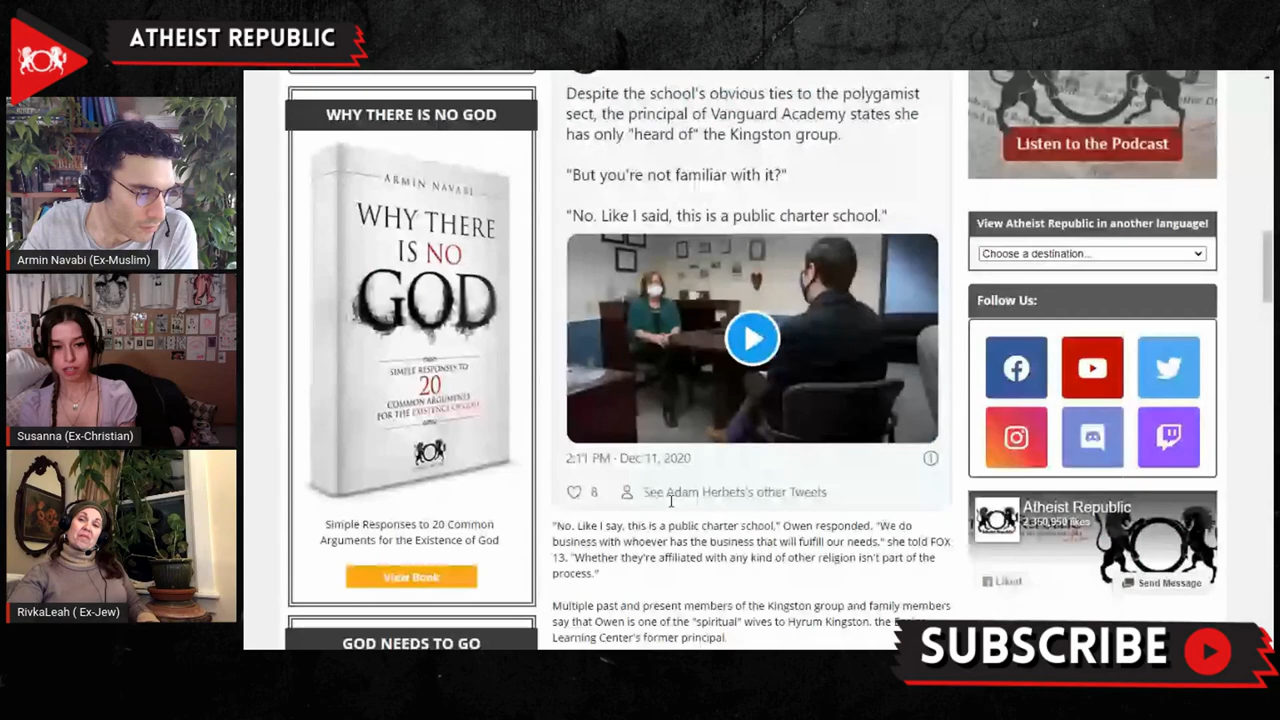 ATHEIST REPUBLIC
Armin Navabi (Ex-Muslim)
Susanna (Ex-Christian)
RivkaLeah ( Ex-Jew)
WHY THERE IS NO GOD
ARMIN NAVABI
WHY THERE
IS NO
GOD
SIMPLE RESPONSES TO
20
COMMON ARGUMENTS
FOR THE EXISTENCE OF GOD
Simple Responses to 20 Common
Arguments for the Existence of God
View Book
GOD NEEDS TO GO
Despite the school's obvious ties to the polygamist
sect, the principal of Vanguard Academy states she
has only "heard of" the Kingston group.
"But you're not familiar with it?"
"No. Like I said, this is a public charter school."
2:11 PM · Dec 11, 2020
8
See Adam Herbets's other Tweets
"No. Like I say, this is a public charter school," Owen responded. "We do
business with whoever has the business that will fulfill our needs," she told FOX
13. "Whether they're affiliated with any kind of other religion isn't part of the
process."
Multiple past and present members of the Kingston group and family members
say that Owen is one of the "spiritual" wives to Hyrum Kingston, the
Learning Center's former principal.
Listen to the Podcast
View Atheist Republic in another language!
Choose a destination...
Follow Us:
Atheist Republic
2,350,950 likes
Liked
Send Message
SUBSCRIBE